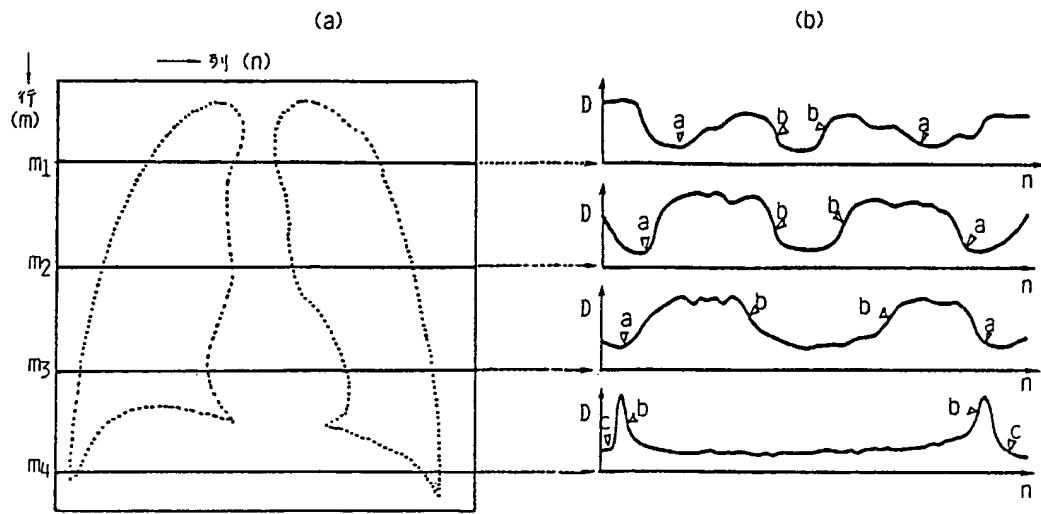 (a)
→ 列 (n)
↓
行
(m)
m1
m2
m3
m4
(b)
D a b b a
n
D a b b a
n
D a b b a
n
D c b b c
n